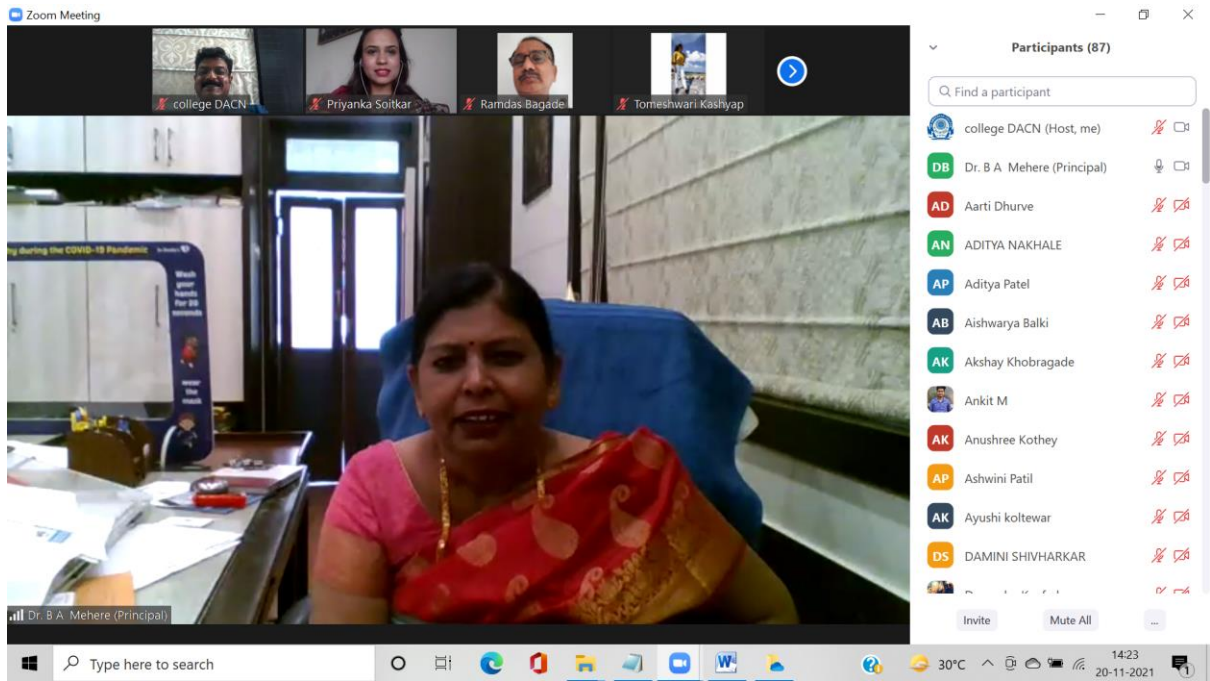 Zoom Meeting
college DACN
Priyanka Soitkar
Ramdas Bagade
Tomeshwari Kashyap
y during the COVID-19 Pandemic
Wash
your
hands
for 20
seconds
wear
the
mask
Dr. B A Mehere (Principal)
Participants (87)
Find a participant
college DACN (Host, me)
DB Dr. B A Mehere (Principal)
AD Aarti Dhurve
AN ADITYA NAKHALE
AP Aditya Patel
AB Aishwarya Balki
AK Akshay Khobragade
Ankit M
AK Anushree Kothey
AP Ashwini Patil
AK Ayushi koltewar
DS DAMINI SHIVHARKAR
Invite Mute All ...
Type here to search
30°C
14:23
20-11-2021
1